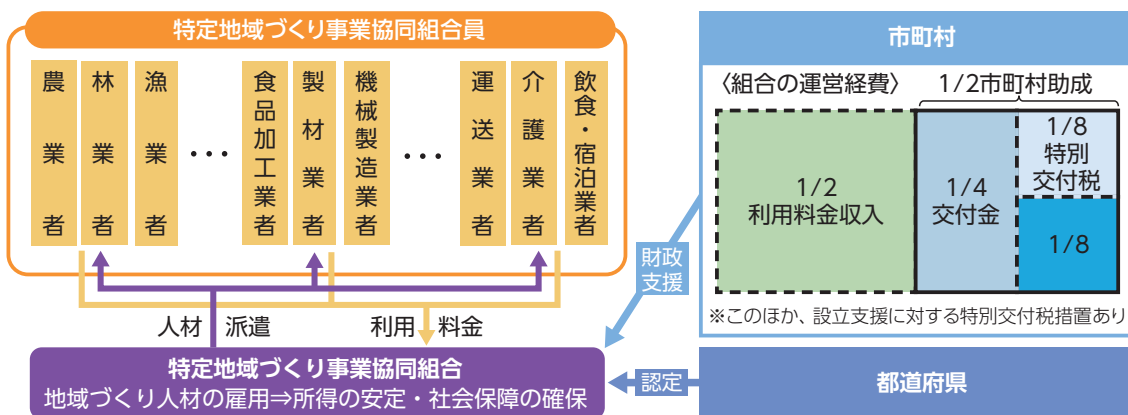 特定地域づくり事業協同組合員
農業者
林業者
漁業者
・・・
食品加工業者
製材業者
機械製造業者
・・・
運送業者
介護業者
飲食・宿泊業者
人材派遣
利用料金
特定地域づくり事業協同組合
地域づくり人材の雇用⇒所得の安定・社会保障の確保
市町村
〈組合の運営経費〉
1/2市町村助成
1/2
利用料金収入
1/4
交付金
1/8
特別
交付税
1/8
※このほか、設立支援に対する特別交付税措置あり
財政
支援
認定
都道府県